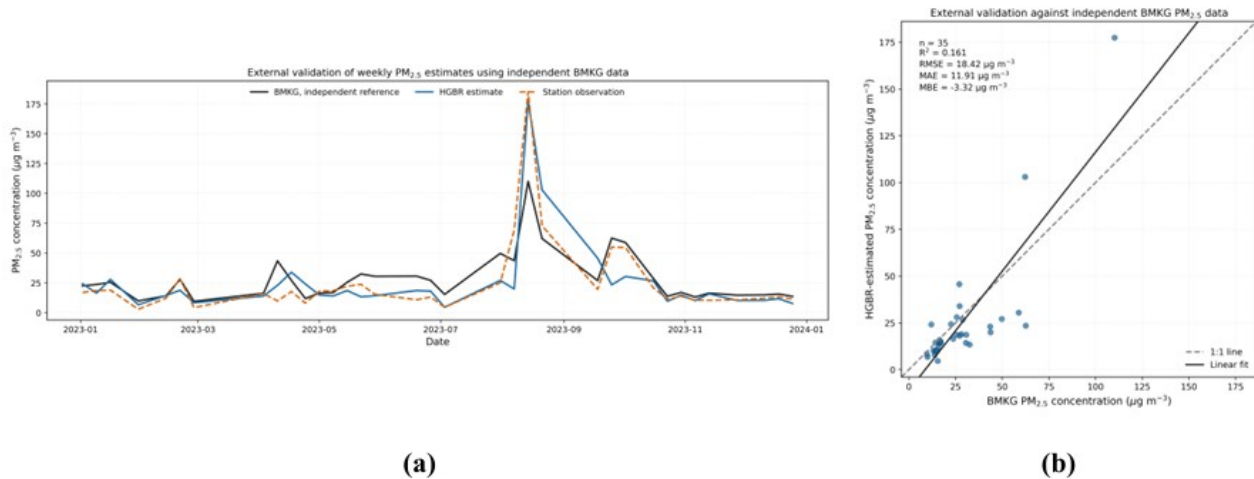 External validation of weekly PM₂.₅ estimates using independent BMKG data
BMKG, independent reference
HGBR estimate
Station observation
PM₂.₅ concentration (µg m⁻³)
175
150
125
100
75
50
25
0
2023-01
2023-03
2023-05
2023-07
2023-09
2023-11
2024-01
Date
(a)
External validation against independent BMKG PM₂.₅ data
n = 35
R² = 0.161
RMSE = 18.42 µg m⁻³
MAE = 11.91 µg m⁻³
MBE = -3.32 µg m⁻³
HGBR-estimated PM₂.₅ concentration (µg m⁻³)
175
150
125
100
75
50
25
0
1:1 line
Linear fit
0
25
50
75
100
125
150
175
BMKG PM₂.₅ concentration (µg m⁻³)
(b)